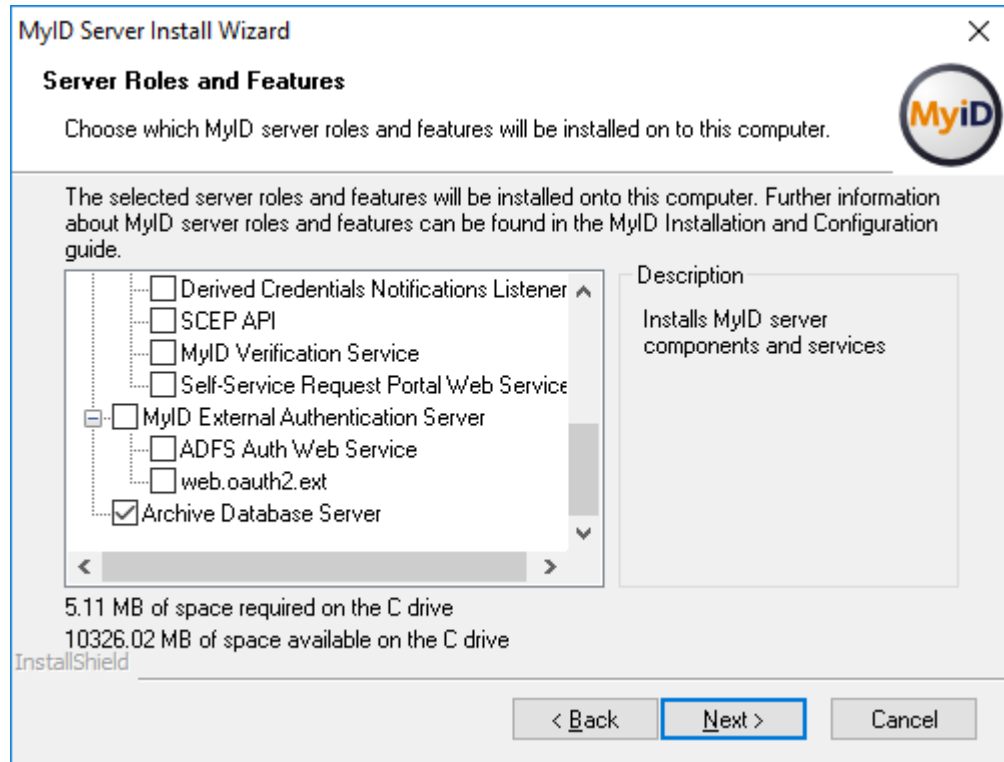 MyID Server Install Wizard
Server Roles and Features
Choose which MyID server roles and features will be installed on to this computer.
MyiD
The selected server roles and features will be installed onto this computer. Further information
about MyID server roles and features can be found in the MyID Installation and Configuration
guide.
Derived Credentials Notifications Listener
SCEP API
MyID Verification Service
Self-Service Request Portal Web Service
MyID External Authentication Server
ADFS Auth Web Service
web.oauth2.ext
Archive Database Server
Description
Installs MyID server
components and services
5.11 MB of space required on the C drive
10326.02 MB of space available on the C drive
InstallShield
< Back
Next >
Cancel